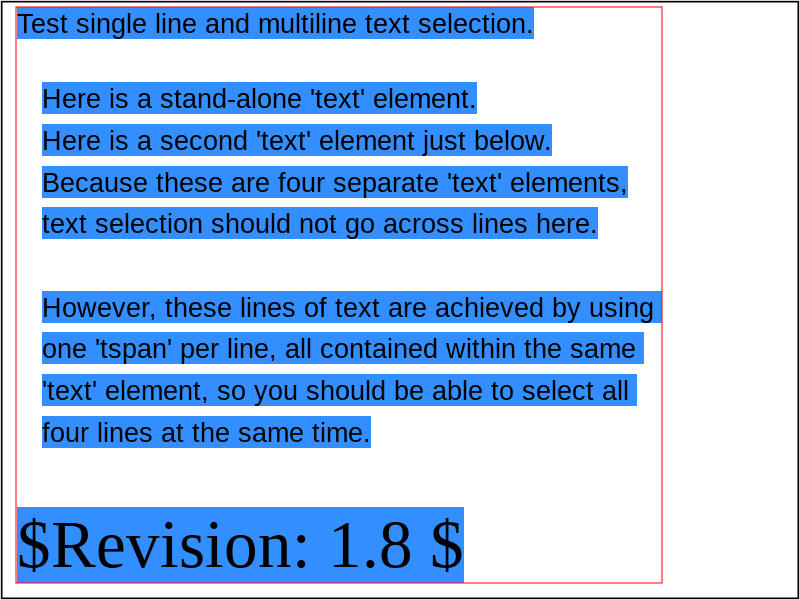 Test single line and multiline text selection.
Here is a stand-alone 'text' element.
Here is a second 'text' element just below.
Because these are four separate 'text' elements,
text selection should not go across lines here.
However, these lines of text are achieved by using
one 'tspan' per line, all contained within the same
'text' element, so you should be able to select all
four lines at the same time.
$Revision: 1.8 $